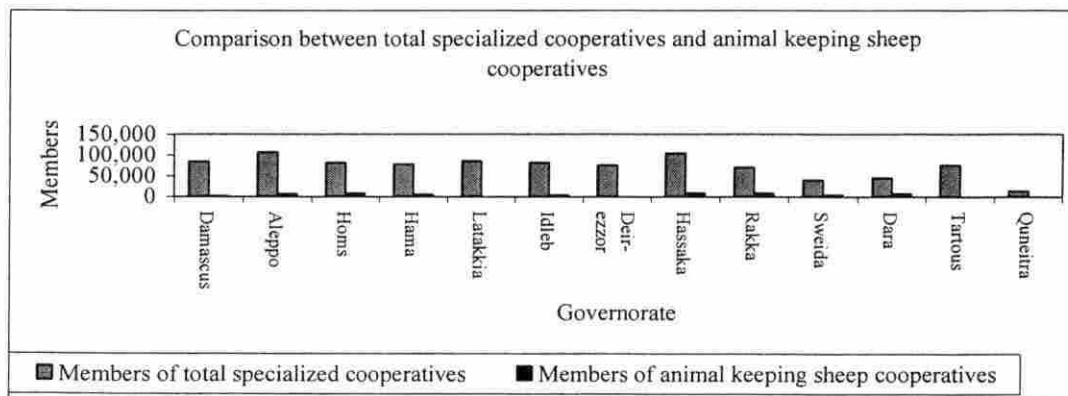 Comparison between total specialized cooperatives and animal keeping sheep
cooperatives
Members
150,000
100,000
50,000
0
Damascus
Aleppo
Homs
Hama
Latakkia
Idleb
Deir-
ezzor
Hassaka
Rakka
Sweida
Dara
Tartous
Quneitra
Governorate
Members of total specialized cooperatives
Members of animal keeping sheep cooperatives